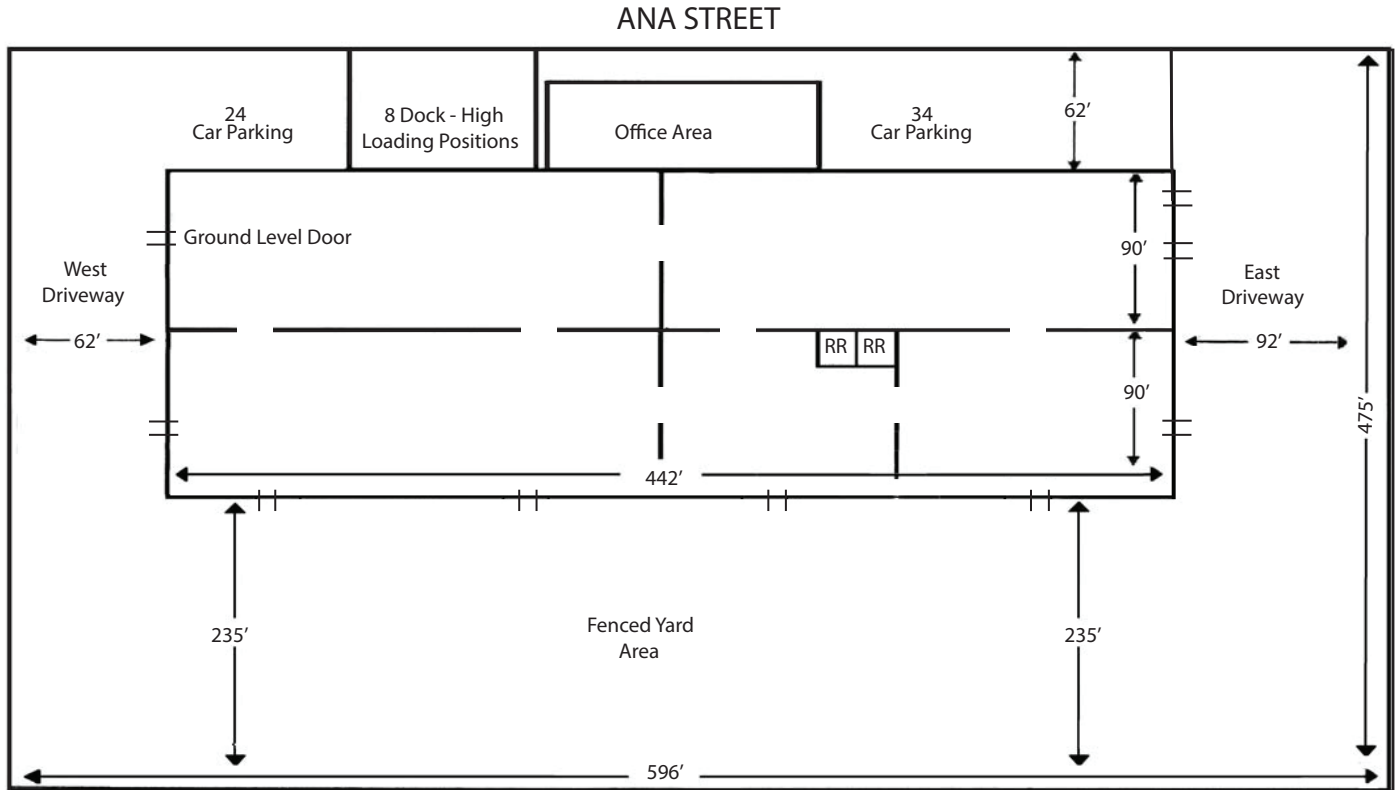 ANA STREET
24
Car Parking
8 Dock - High
Loading Positions
Office Area
34
Car Parking
62’
Ground Level Door
90’
West
Driveway
East
Driveway
62’
RR
RR
92’
90’
475’
442’
235’
Fenced Yard
Area
235’
596’